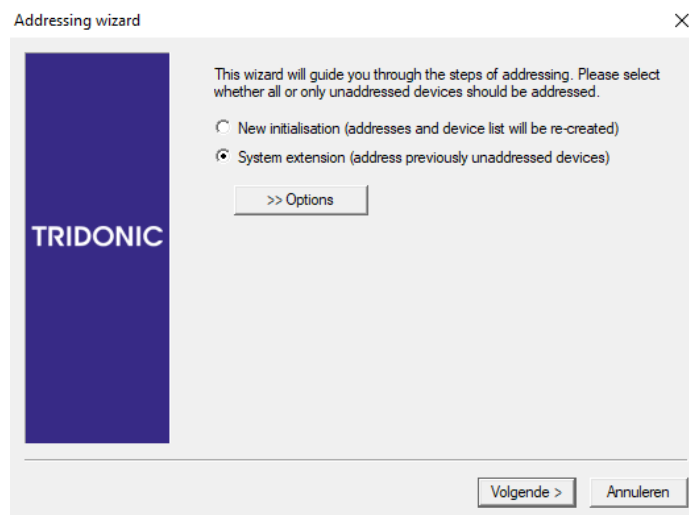 Addressing wizard
This wizard will guide you through the steps of addressing. Please select
whether all or only unaddressed devices should be addressed.
New initialisation (addresses and device list will be re-created)
System extension (address previously unaddressed devices)
>> Options
TRIDONIC
Volgende >
Annuleren